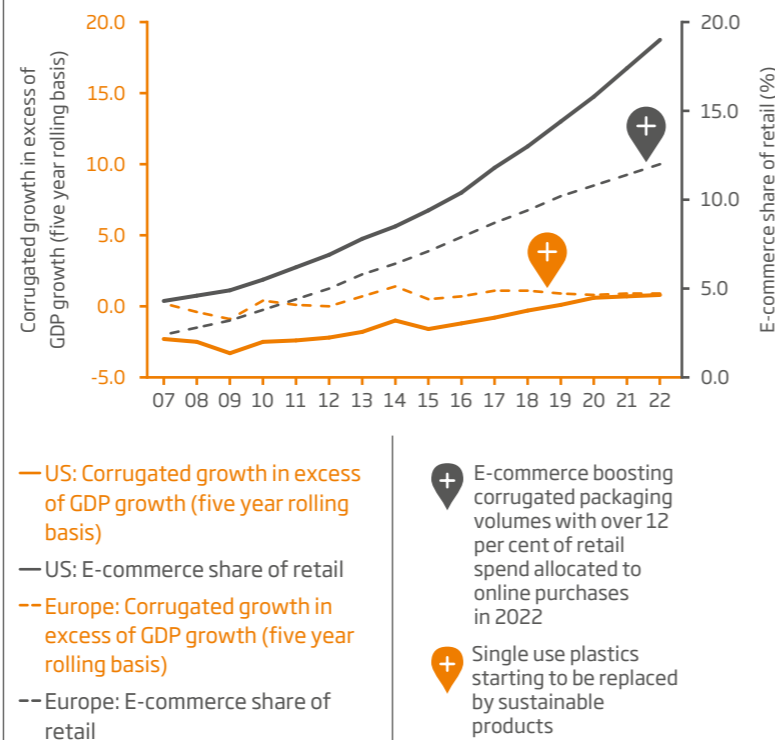 20.0
15.0
10.0
5.0
0.0
-5.0
Corrugated growth in excess of
GDP growth (five year rolling basis)
20.0
15.0
10.0
5.0
0.0
E-commerce share of retail (%)
07 08 09 10 11 12 13 14 15 16 17 18 19 20 21 22
US: Corrugated growth in excess
of GDP growth (five year rolling
basis)
US: E-commerce share of retail
Europe: Corrugated growth in
excess of GDP growth (five year
rolling basis)
Europe: E-commerce share of
retail
E-commerce boosting
corrugated packaging
volumes with over 12
per cent of retail
spend allocated to
online purchases
in 2022
Single use plastics
starting to be replaced
by sustainable
products